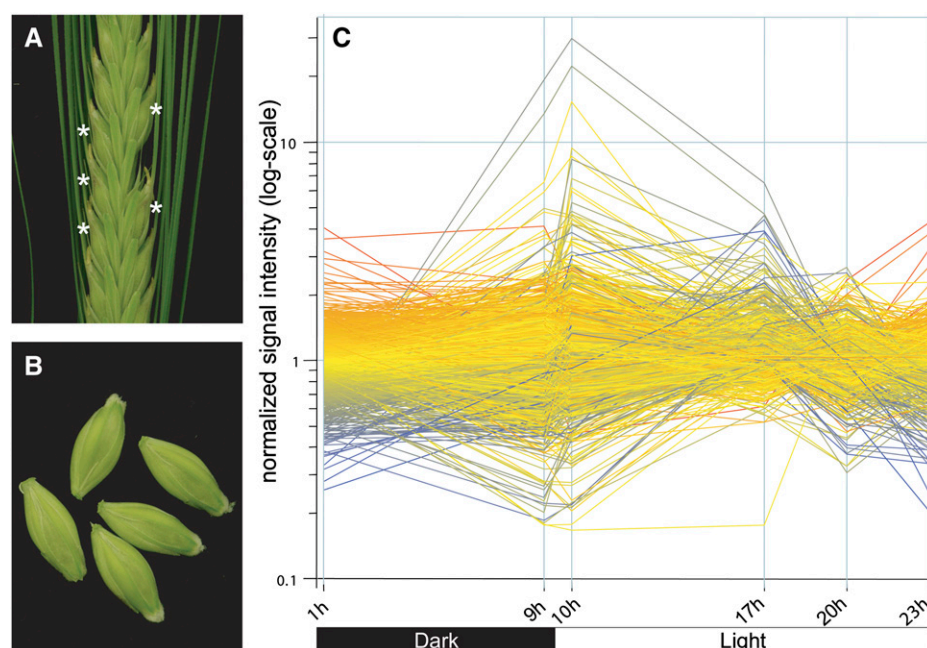 A
*
*
*
*
*
B
C
normalized signal intensity (log-scale)
10
1
0.1
1h
9h
10h
17h
20h
23h
Dark
Light